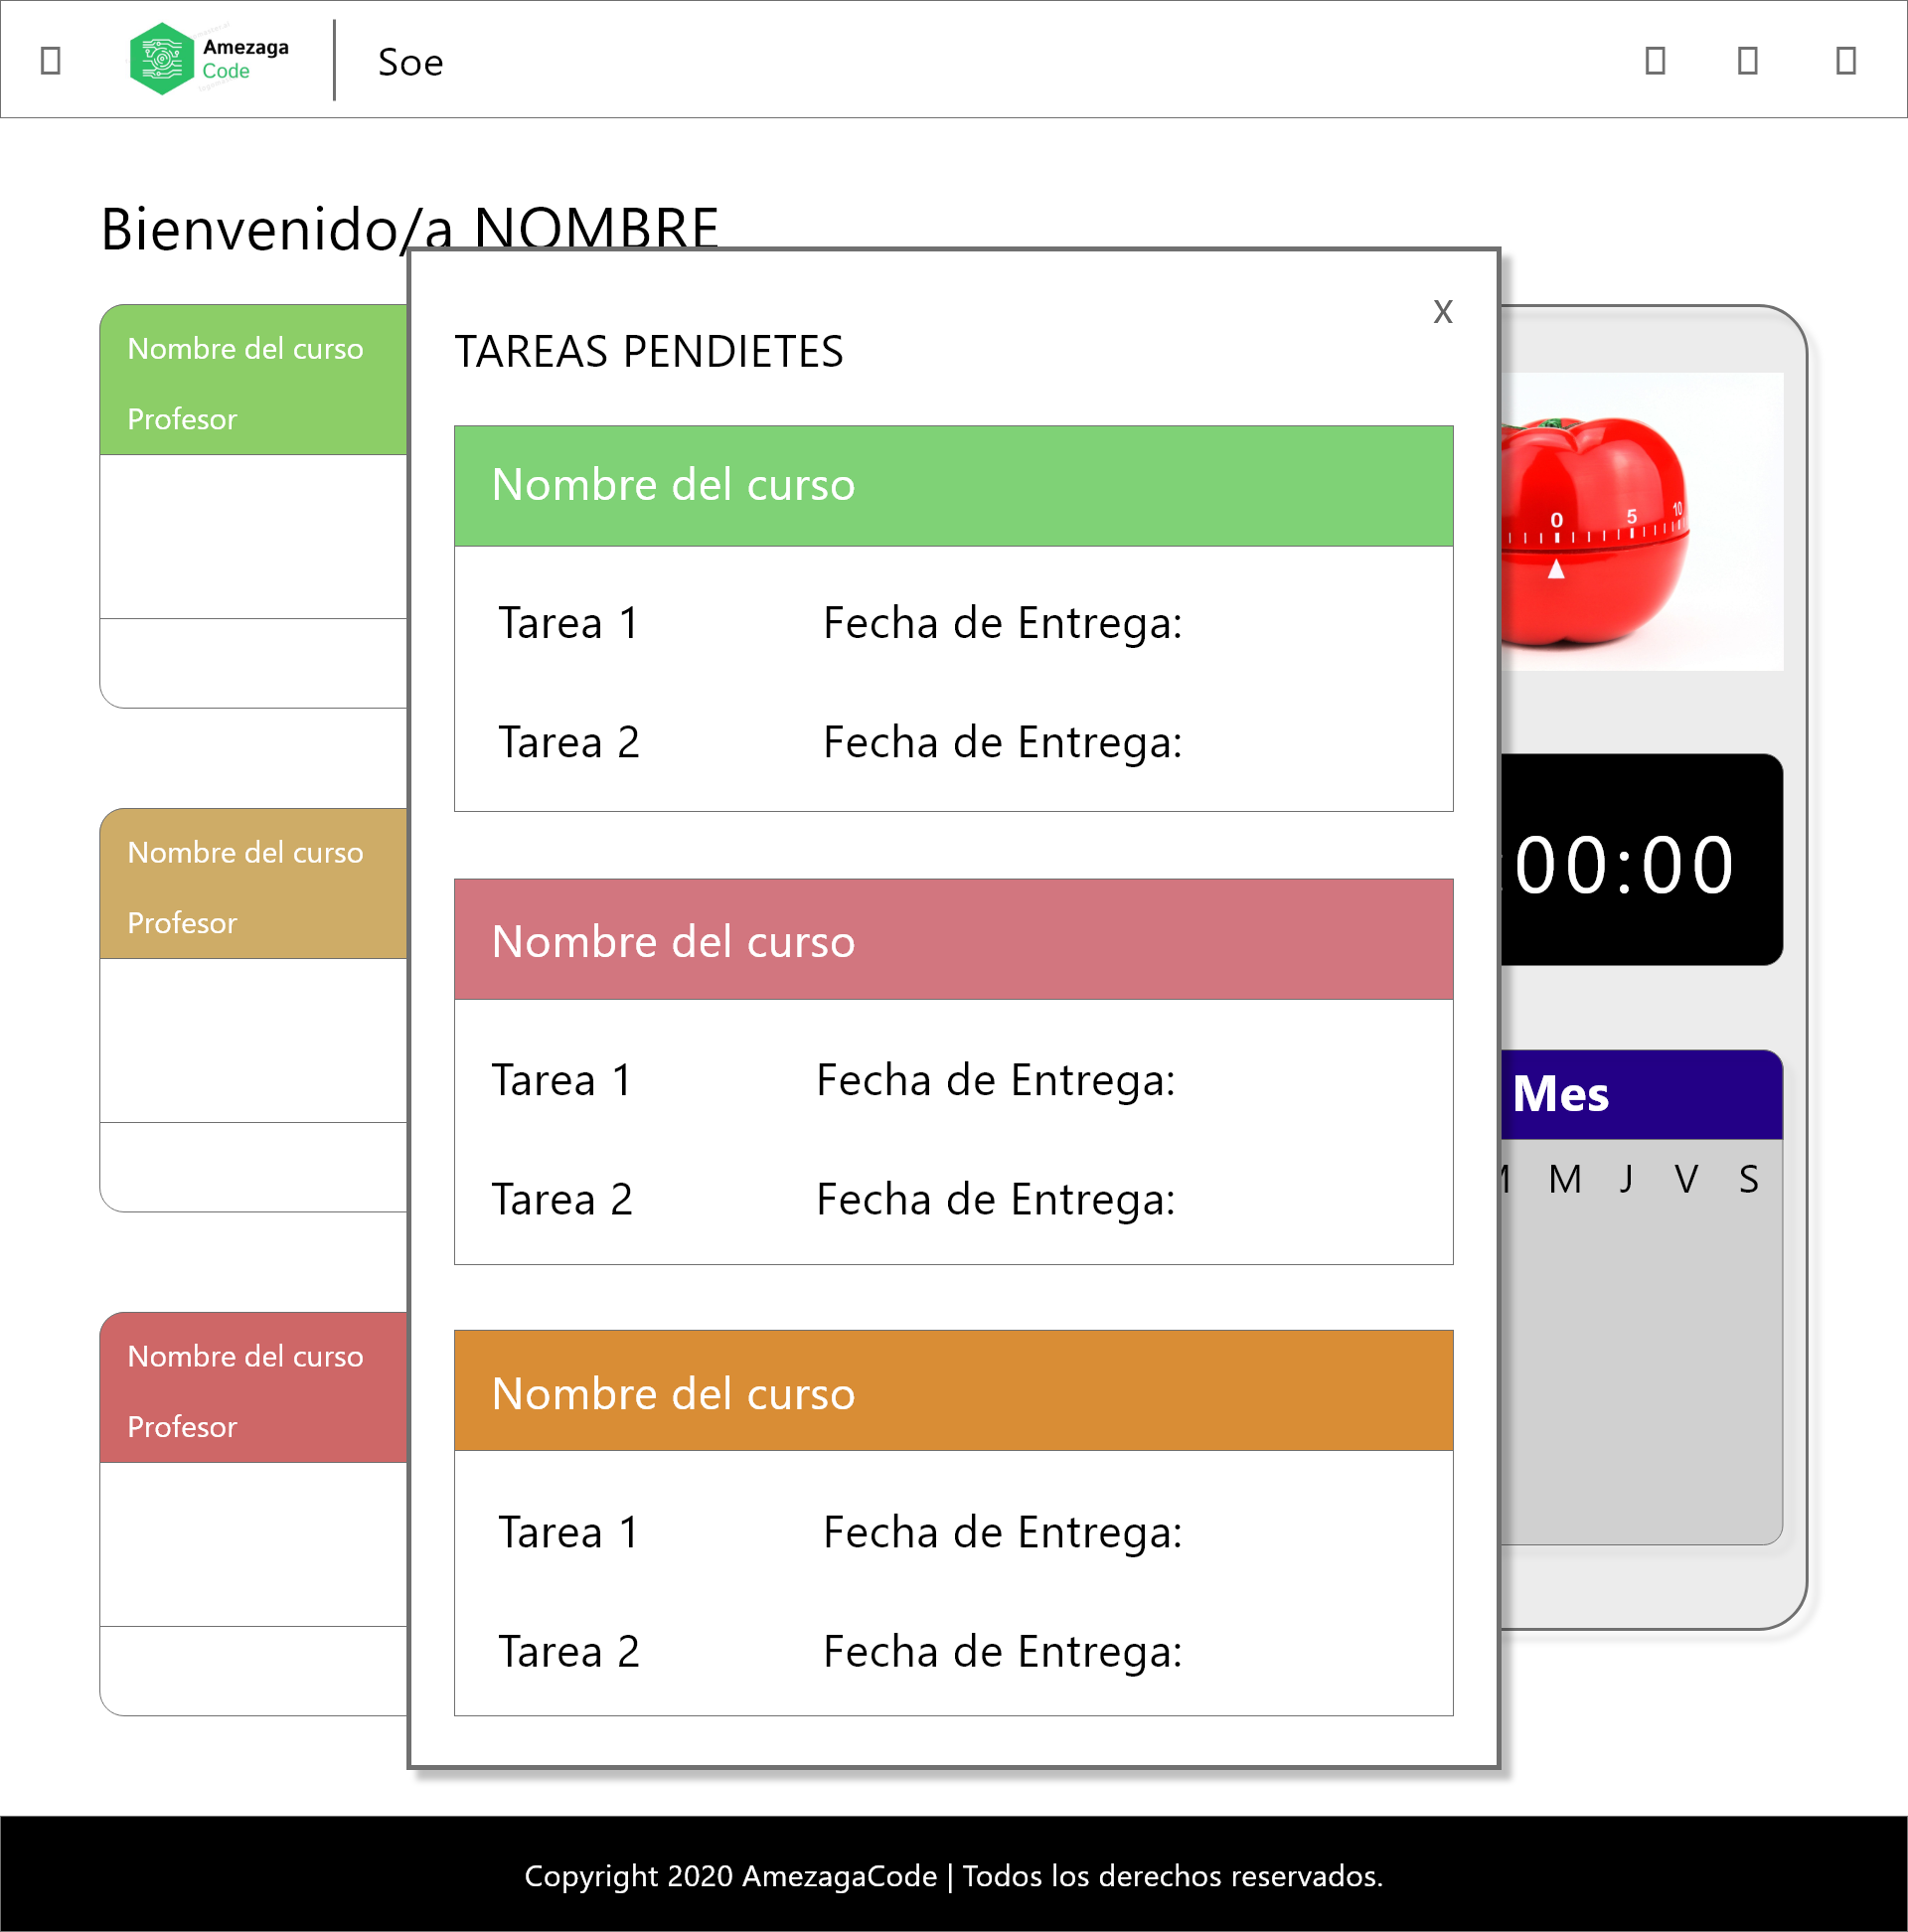 Amezaga
Code
Soe
Bienvenido/a NOMBRE
Nombre del curso
Profesor
Nombre del curso
Profesor
Nombre del curso
Profesor
X
TAREAS PENDIETES
Nombre del curso
Tarea 1 Fecha de Entrega:
Tarea 2 Fecha de Entrega:
Nombre del curso
Tarea 1 Fecha de Entrega:
Tarea 2 Fecha de Entrega:
Nombre del curso
Tarea 1 Fecha de Entrega:
Tarea 2 Fecha de Entrega:
0 5 10
00:00
Mes
M M J V S
Copyright 2020 AmezagaCode | Todos los derechos reservados.